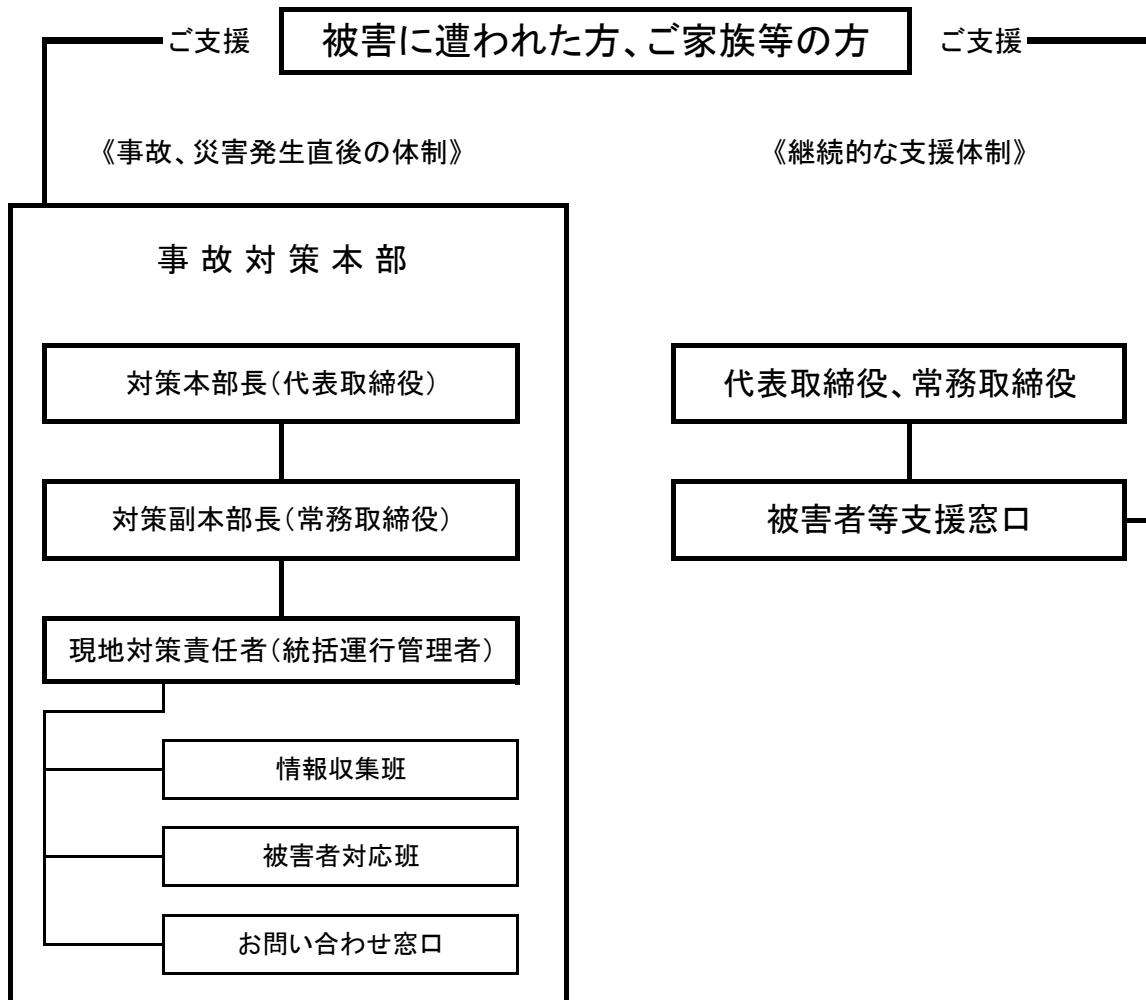 ご支援 被害に遭われた方、ご家族等の方 ご支援
《事故、災害発生直後の体制》
《継続的な支援体制》
事故対策本部
対策本部長(代表取締役)
対策副本部長(常務取締役)
現地対策責任者(統括運行管理者)
情報収集班
被害者対応班
お問い合わせ窓口
代表取締役、常務取締役
被害者等支援窓口